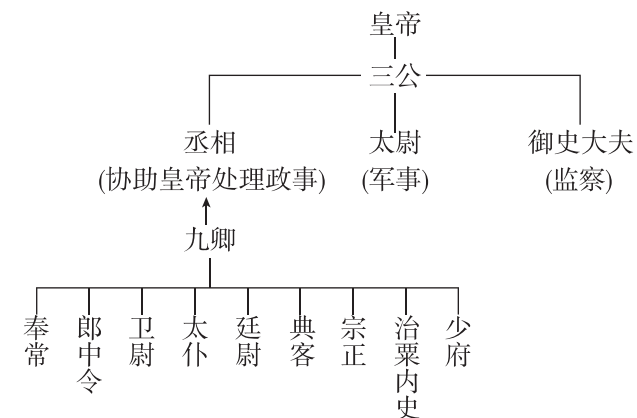 皇帝
三公
丞相
(协助皇帝处理政事)
太尉
(军事)
御史大夫
(监察)
九卿
奉常
郎中令
卫尉
太仆
廷尉
典客
宗正
治粟内史
少府